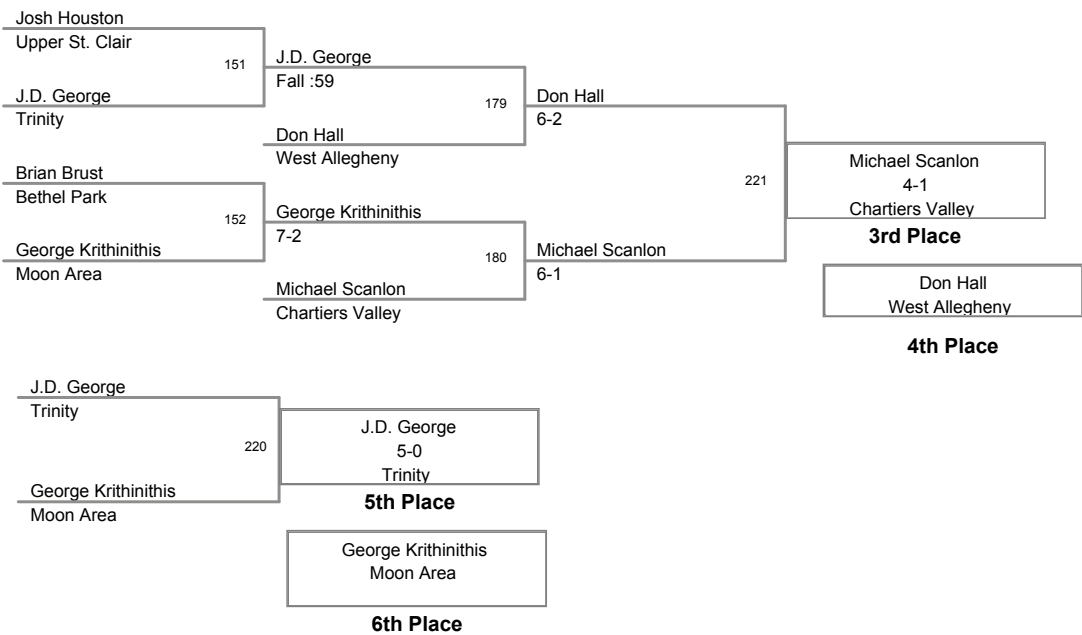 Josh Houston
Upper St. Clair
151
J.D. George
Fall :59
J.D. George
Trinity
179
Don Hall
6-2
Don Hall
West Allegheny
Brian Brust
Bethel Park
221
Michael Scanlon
4-1
Chartiers Valley
3rd Place
152
George Krithinithis
7-2
George Krithinithis
Moon Area
180
Michael Scanlon
6-1
Michael Scanlon
Chartiers Valley
Don Hall
West Allegheny
4th Place
J.D. George
Trinity
220
J.D. George
5-0
Trinity
5th Place
George Krithinithis
Moon Area
George Krithinithis
Moon Area
6th Place